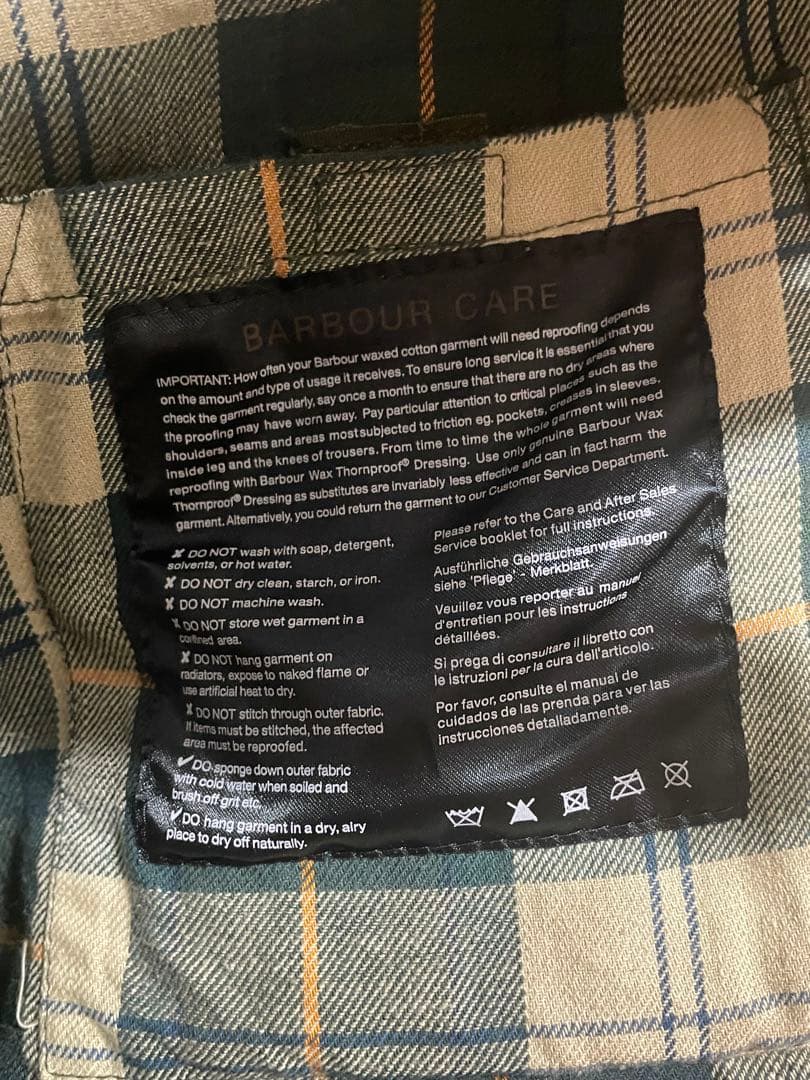 BARBOUR CARE
IMPORTANT: How often your Barbour waxed cotton garment will need reproofing depends
on the amount and type of usage it receives. To ensure long service it is essential that you
check the garment regularly, say once a month to ensure that there are no dry areas where
the proofing may have worn away. Pay particular attention to critical places such as the
shoulders, seams and areas most subjected to friction eg. pockets, creases in sleeves,
inside leg and the knees of trousers. From time to time the whole garment will need
reproofing with Barbour Wax Thornproof® Dressing. Use only genuine Barbour Wax
Thornproof® Dressing as substitutes are invariably less effective and can in fact harm the
garment. Alternatively, you could return the garment to our Customer Service Department.
✘ DO NOT wash with soap, detergent,
solvents, or hot water.
✘ DO NOT dry clean, starch, or iron.
✘ DO NOT machine wash.
✘ DO NOT store wet garment in a
confined area.
✘ DO NOT hang garment on
radiators, expose to naked flame or
use artificial heat to dry.
✘ DO NOT stitch through outer fabric.
If items must be stitched, the affected
area must be reproofed.
✔ DO sponge down outer fabric
with cold water when soiled and
brush off grit etc.
✔ DO hang garment in a dry, airy
place to dry off naturally.
Please refer to the Care and After Sales
Service booklet for full instructions.
Ausführliche Gebrauchsanweisungen
siehe 'Pflege' - Merkblatt.
Veuillez vous reporter au manuel
d'entretien pour les instructions
détaillées.
Si prega di consultare il libretto con
le istruzioni per la cura dell'articolo.
Por favor, consulte el manual de
cuidados de las prenda para ver las
instrucciones detalladamente.